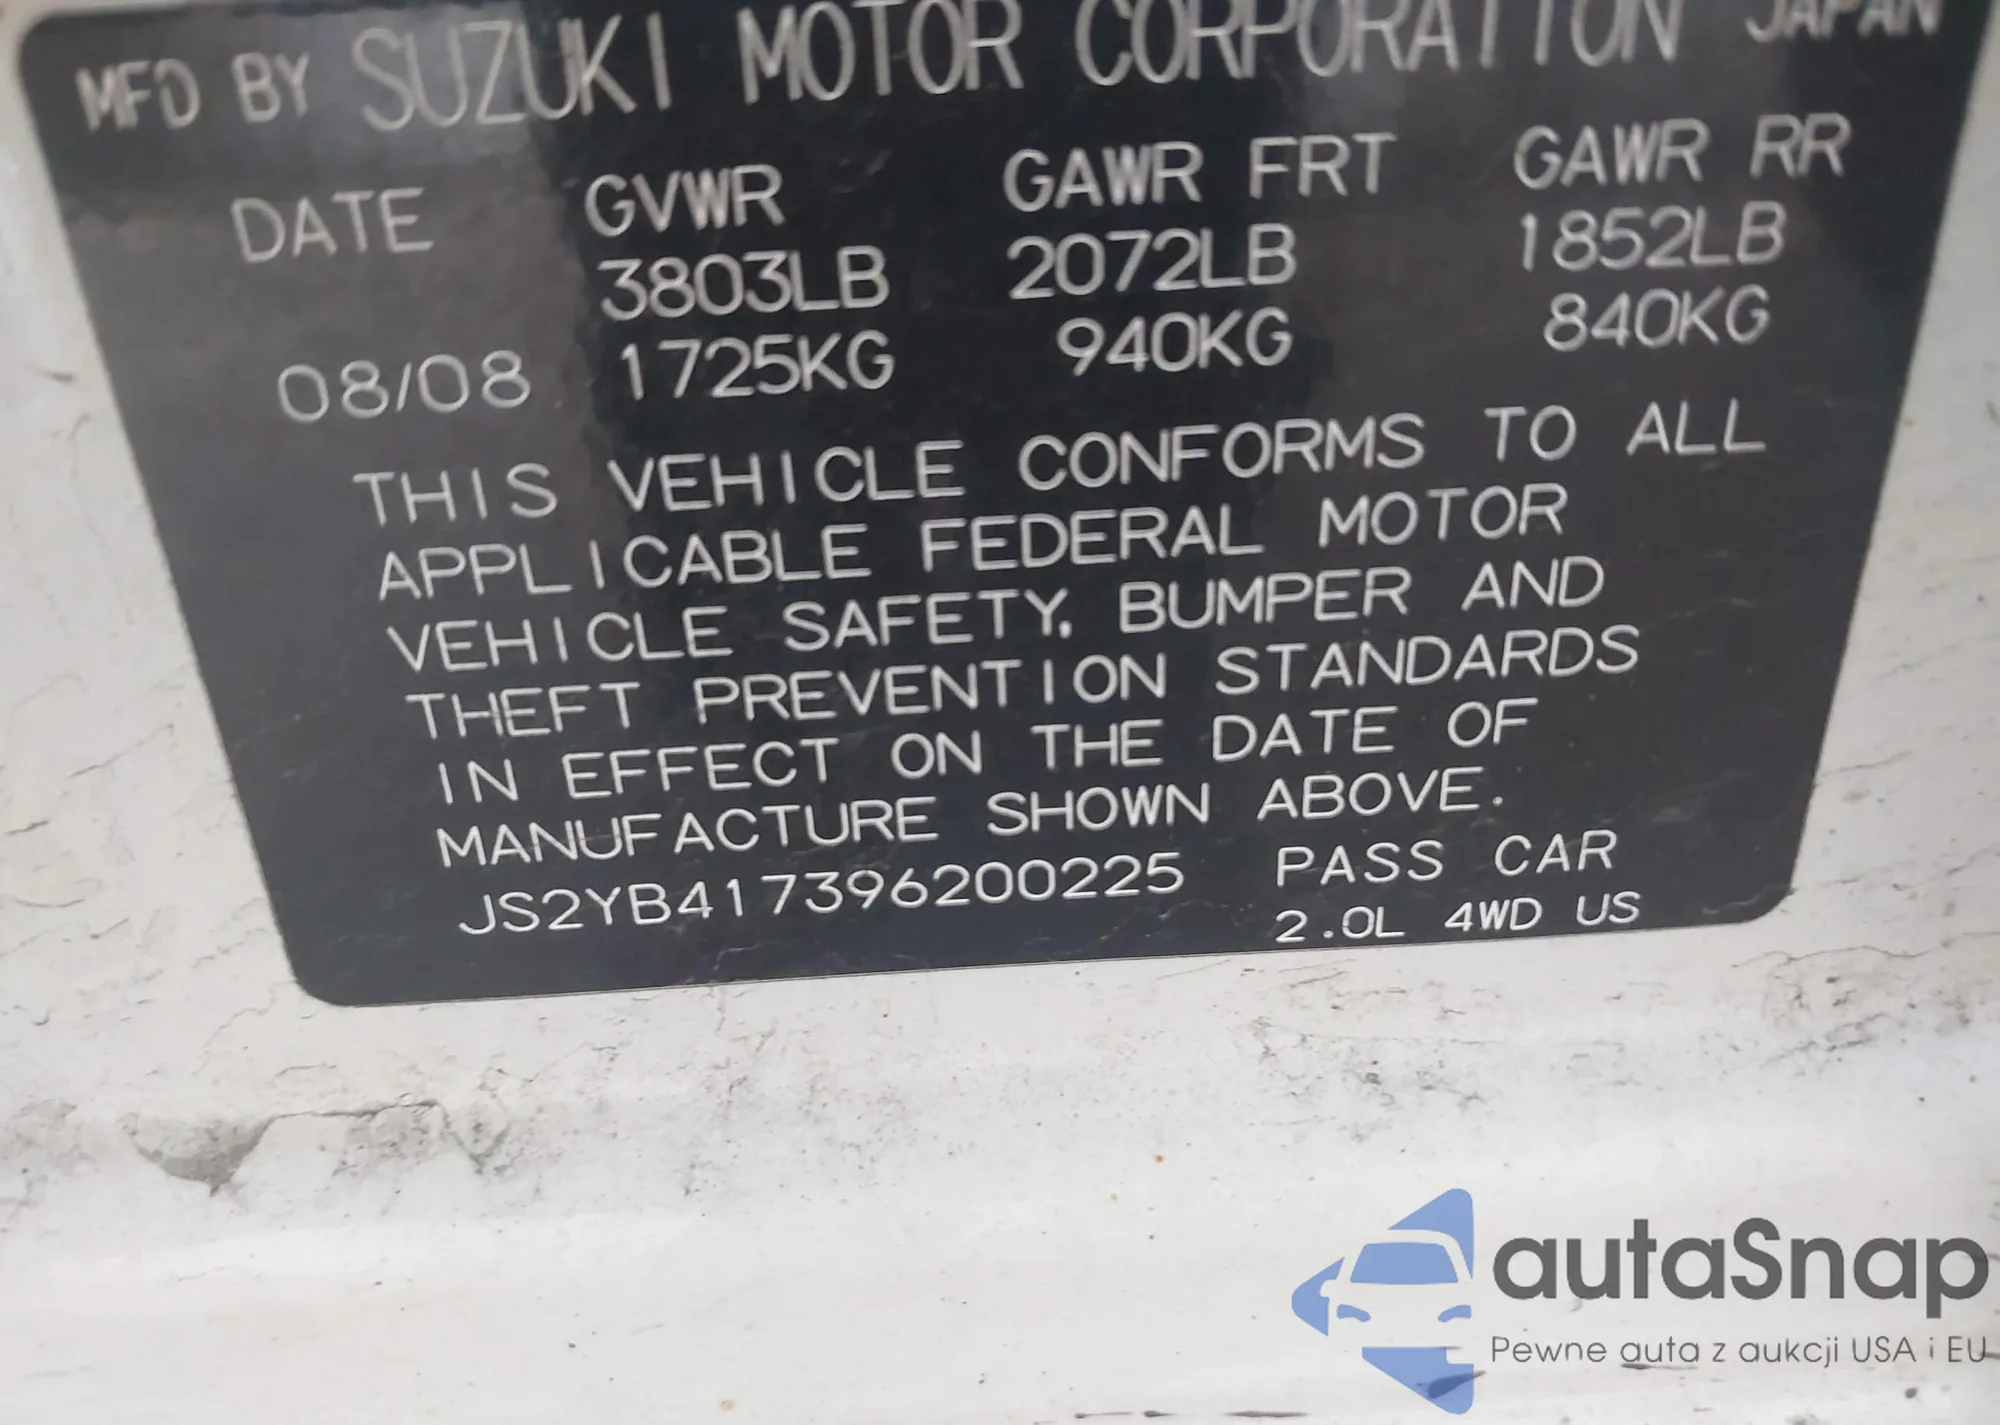 MFD BY SUZUKI MOTOR CORPORATION JAPAN
DATE GVWR GAWR FRT GAWR RR
3803LB 2072LB 1852LB
08/08 1725KG 940KG 840KG
THIS VEHICLE CONFORMS TO ALL
APPLICABLE FEDERAL MOTOR
VEHICLE SAFETY, BUMPER AND
THEFT PREVENTION STANDARDS
IN EFFECT ON THE DATE OF
MANUFACTURE SHOWN ABOVE.
JS2YB417396200225 PASS CAR
2.0L 4WD US
autaSnap
Pewne auta z aukcji USA i EU